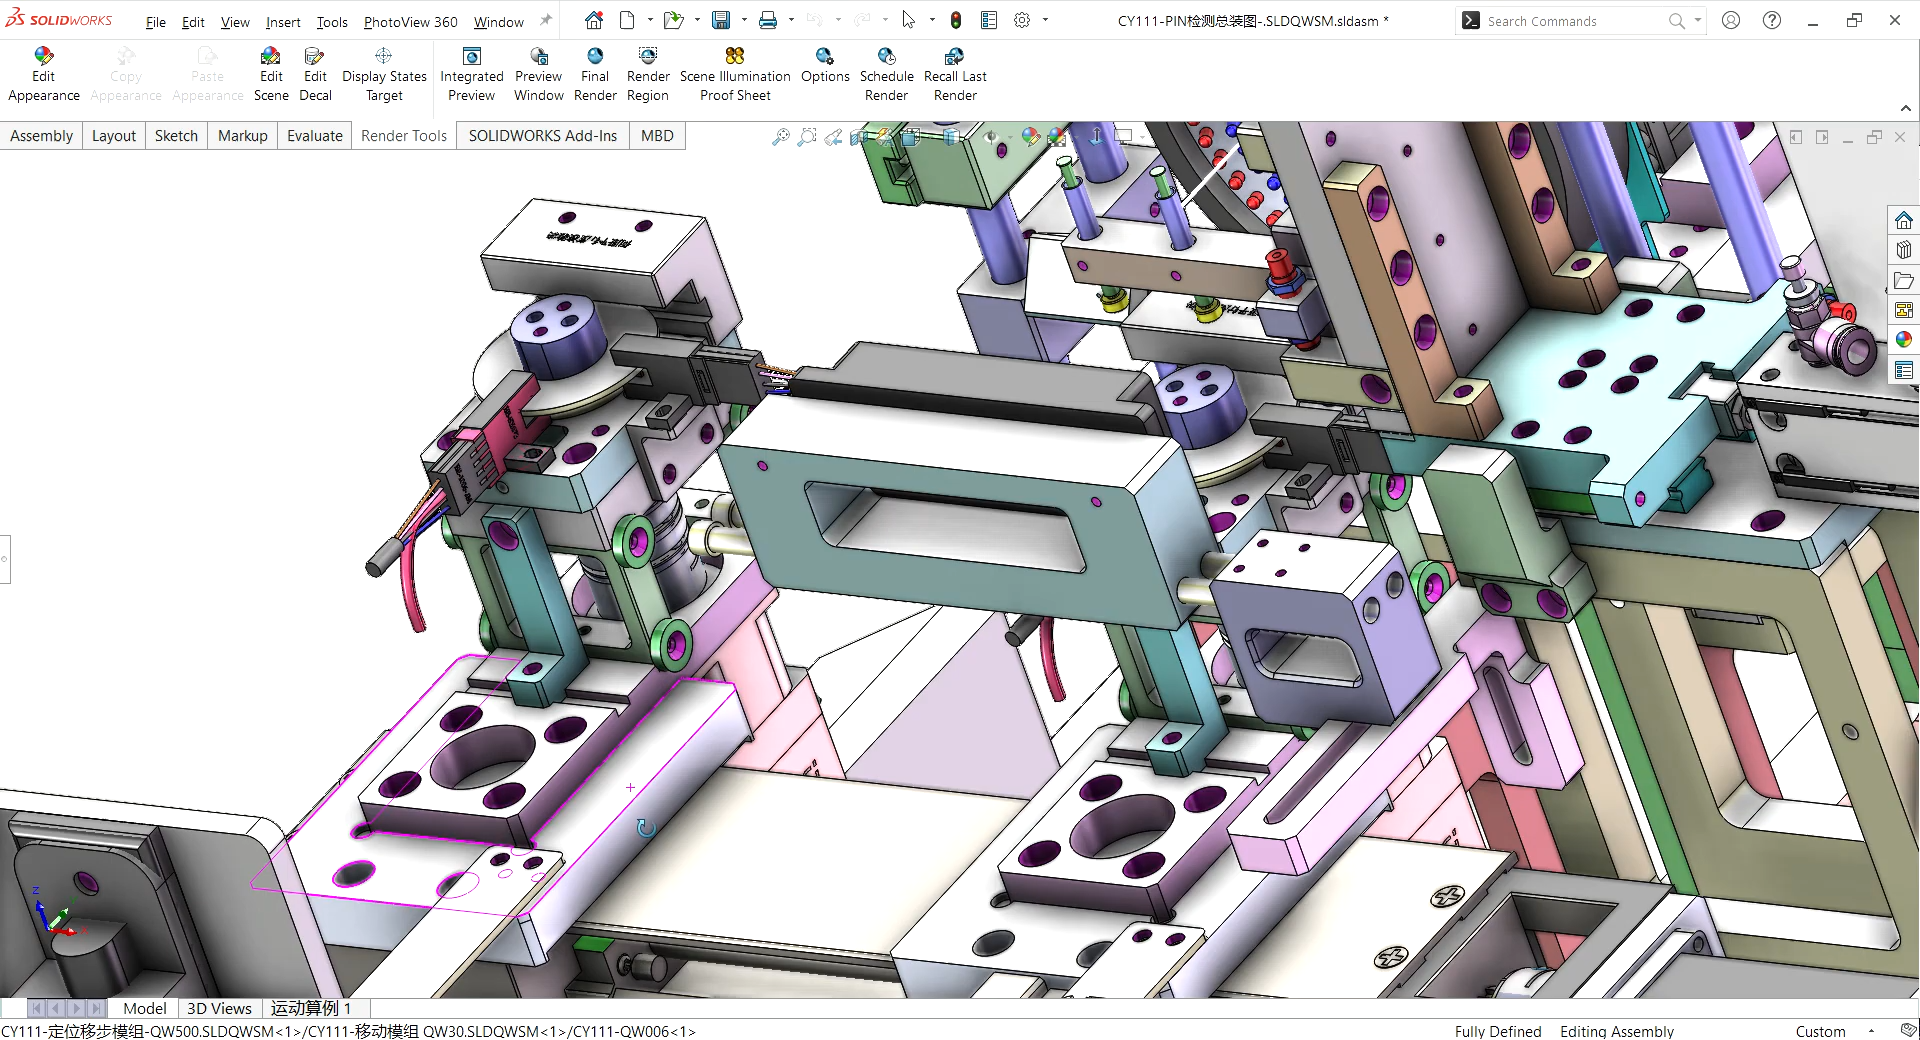 SOLIDWORKS File Edit View Insert Tools PhotoView 360 Window CY111-PIN检测总装图-.SLDQWSM.sldasm * Search Commands
Edit Appearance
Copy Appearance
Paste Appearance
Edit Scene
Edit Decal
Display States Target
Integrated Preview
Preview Window
Final Render
Render Region
Scene Illumination Proof Sheet
Options
Schedule Render
Recall Last Render
Assembly Layout Sketch Markup Evaluate Render Tools SOLIDWORKS Add-Ins MBD
Z
Model 3D Views 运动算例 1
CY111-定位移步模组-QW500.SLDQWSM<1>/CY111-移动模组 QW30.SLDQWSM<1>/CY111-QW006<1> Fully Defined Editing Assembly Custom